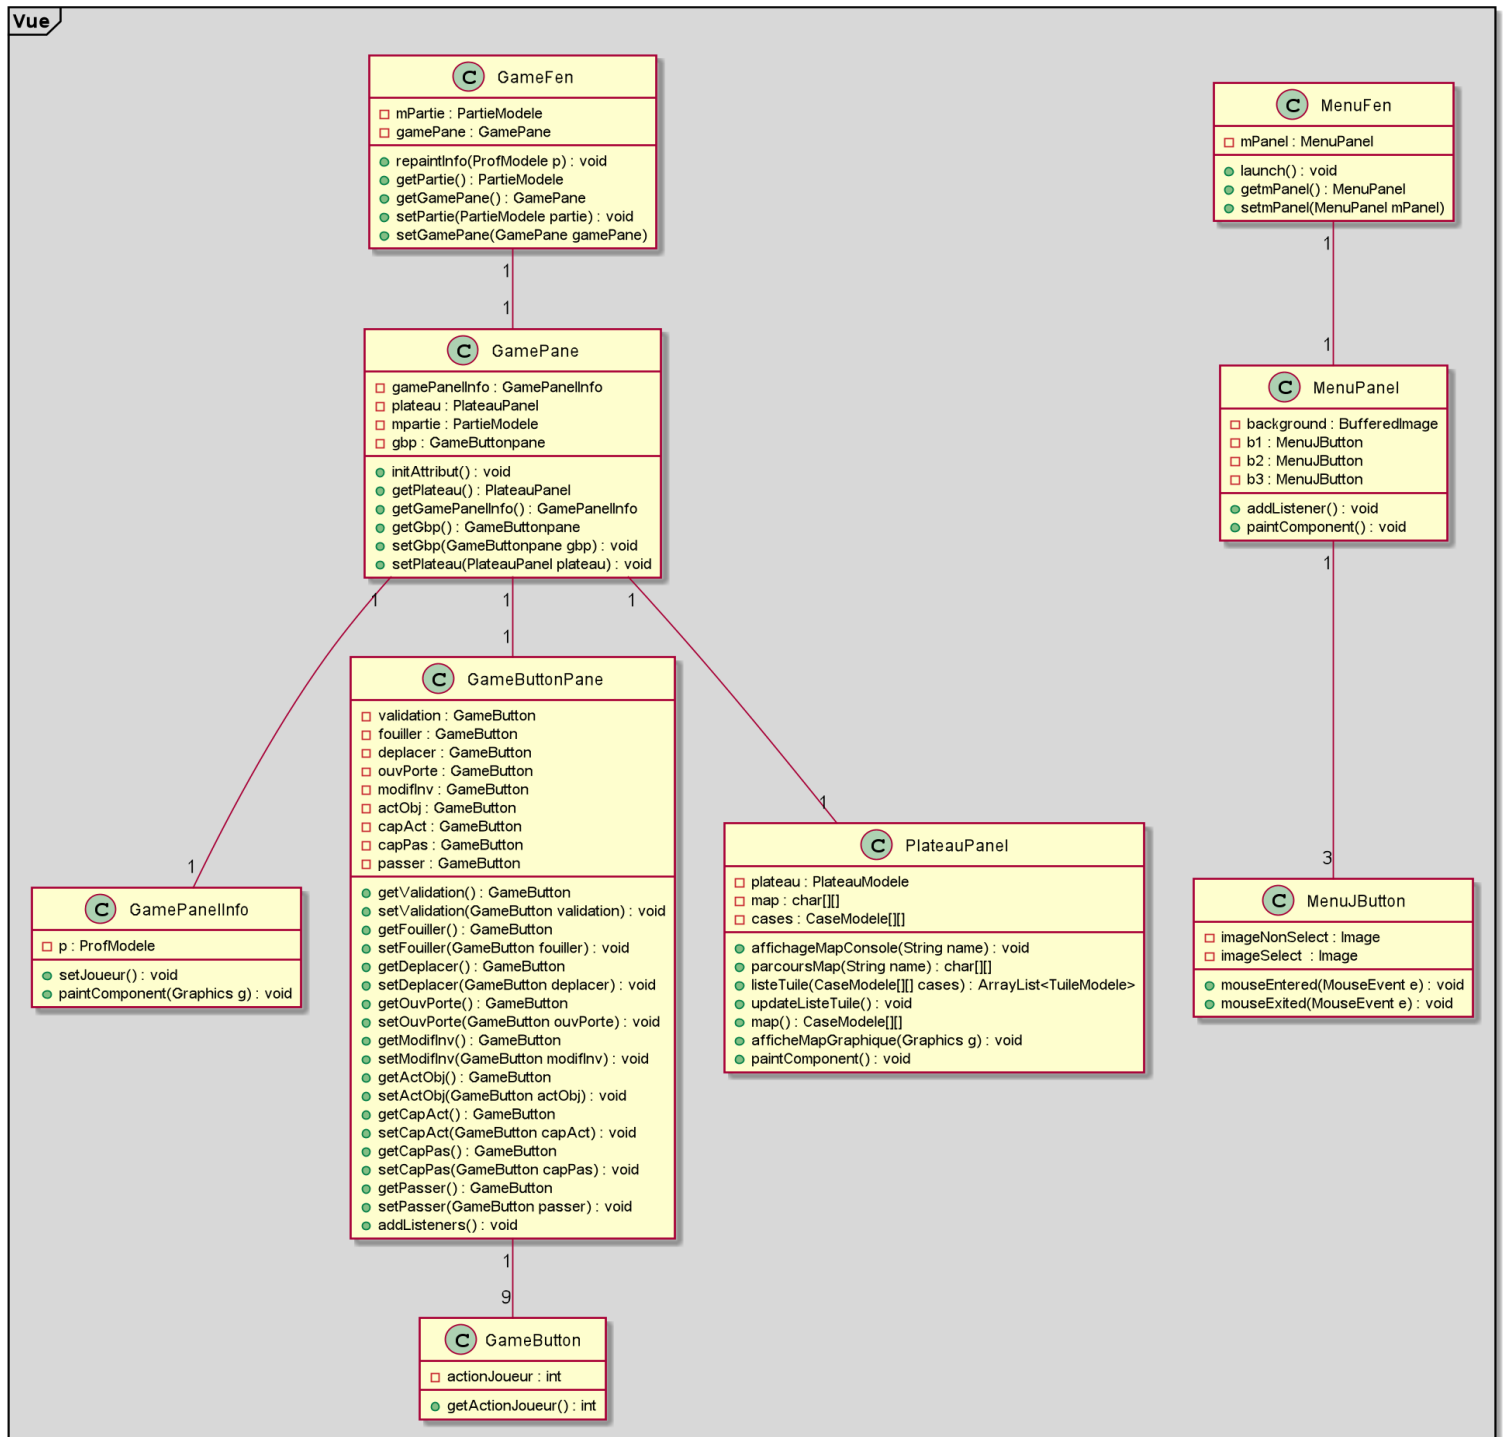 Vue
C GameFen
mPartie : PartieModele
gamePane : GamePane
repaintInfo(ProfModele p) : void
getPartie() : PartieModele
getGamePane() : GamePane
setPartie(PartieModele partie) : void
setGamePane(GamePane gamePane)
1
1
C GamePane
gamePanelInfo : GamePanelInfo
plateau : PlateauPanel
mpartie : PartieModele
gbp : GameButtonpane
initAttribut() : void
getPlateau() : PlateauPanel
getGamePanelInfo() : GamePanelInfo
getGbp() : GameButtonpane
setGbp(GameButtonpane gbp) : void
setPlateau(PlateauPanel plateau) : void
1
1
1
1
1
1
C GamePanelInfo
p : ProfModele
setJoueur() : void
paintComponent(Graphics g) : void
C GameButtonPane
validation : GameButton
fouiller : GameButton
deplacer : GameButton
ouvPorte : GameButton
modifInv : GameButton
actObj : GameButton
capAct : GameButton
capPas : GameButton
passer : GameButton
getValidation() : GameButton
setValidation(GameButton validation) : void
getFouiller() : GameButton
setFouiller(GameButton fouiller) : void
getDeplacer() : GameButton
setDeplacer(GameButton deplacer) : void
getOuvPorte() : GameButton
setOuvPorte(GameButton ouvPorte) : void
getModifInv() : GameButton
setModifInv(GameButton modifInv) : void
getActObj() : GameButton
setActObj(GameButton actObj) : void
getCapAct() : GameButton
setCapAct(GameButton capAct) : void
getCapPas() : GameButton
setCapPas(GameButton capPas) : void
getPasser() : GameButton
setPasser(GameButton passer) : void
addListeners() : void
1
9
C GameButton
actionJoueur : int
getActionJoueur() : int
C PlateauPanel
plateau : PlateauModele
map : char[][]
cases : CaseModele[][]
affichageMapConsole(String name) : void
parcoursMap(String name) : char[][]
listeTuile(CaseModele[][] cases) : ArrayList<TuileModele>
updateListeTuile() : void
map() : CaseModele[][]
afficheMapGraphique(Graphics g) : void
paintComponent() : void
C MenuFen
mPanel : MenuPanel
launch() : void
getmPanel() : MenuPanel
setmPanel(MenuPanel mPanel)
1
1
C MenuPanel
background : BufferedImage
b1 : MenuJButton
b2 : MenuJButton
b3 : MenuJButton
addListener() : void
paintComponent() : void
1
3
C MenuJButton
imageNonSelect : Image
imageSelect : Image
mouseEntered(MouseEvent e) : void
mouseExited(MouseEvent e) : void